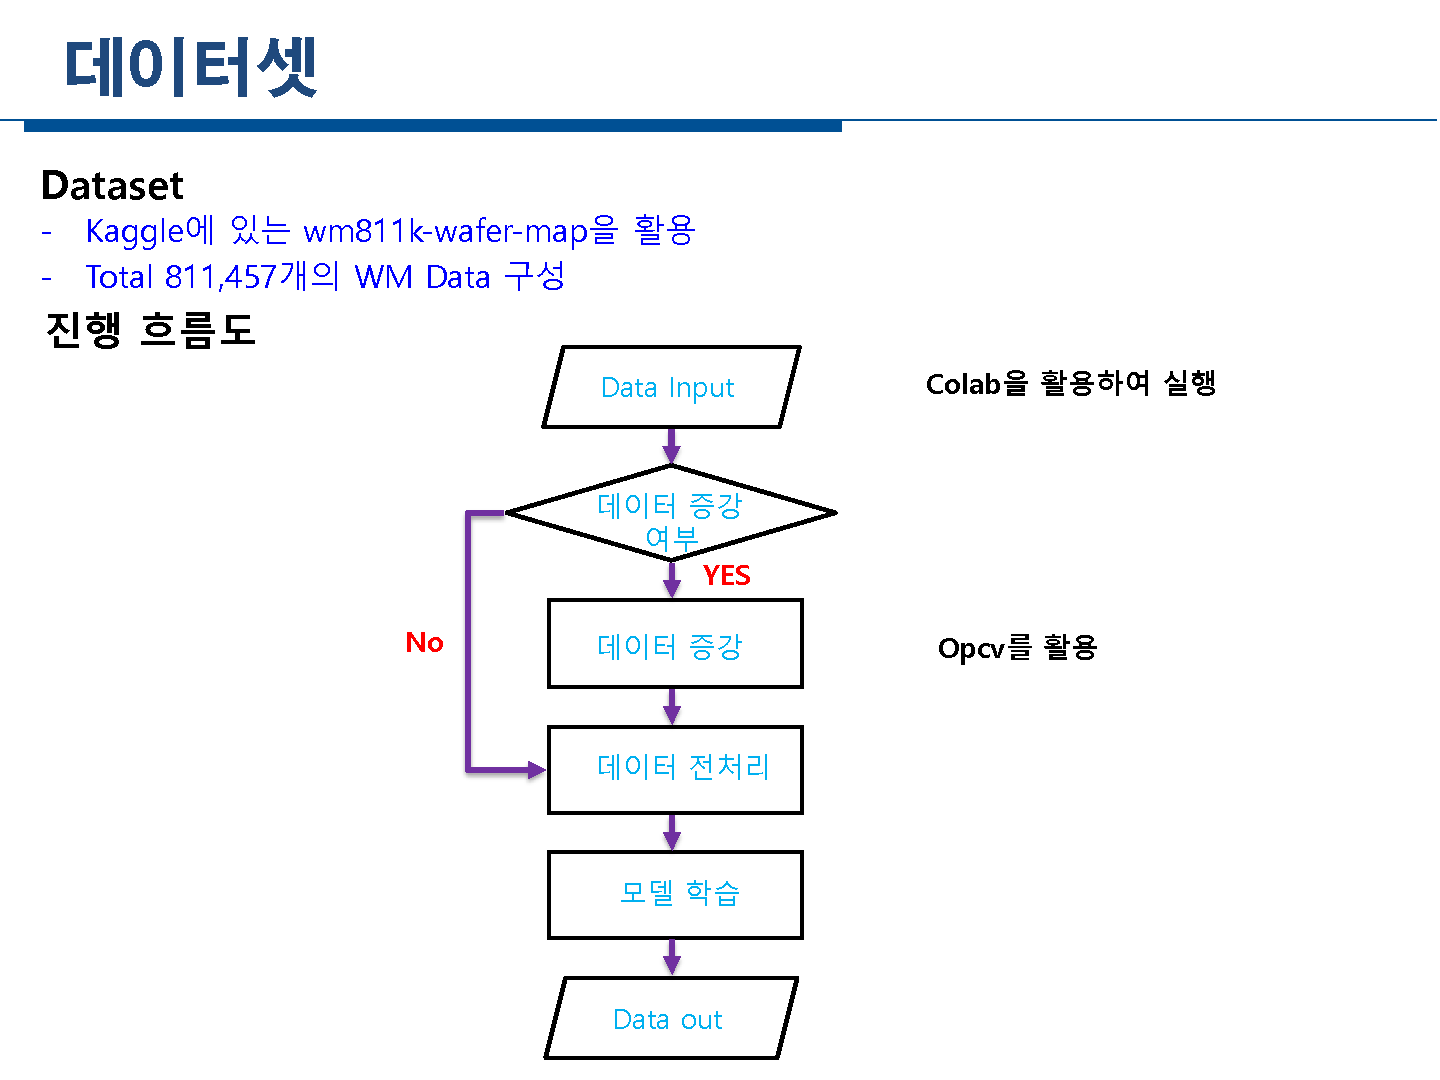 데이터셋
Dataset
- Kaggle에 있는 wm811k-wafer-map을 활용
- Total 811,457개의 WM Data 구성
진행 흐름도
Data Input
Colab을 활용하여 실행
데이터 증강
여부
YES
No
데이터 증강
Opcv를 활용
데이터 전처리
모델 학습
Data out